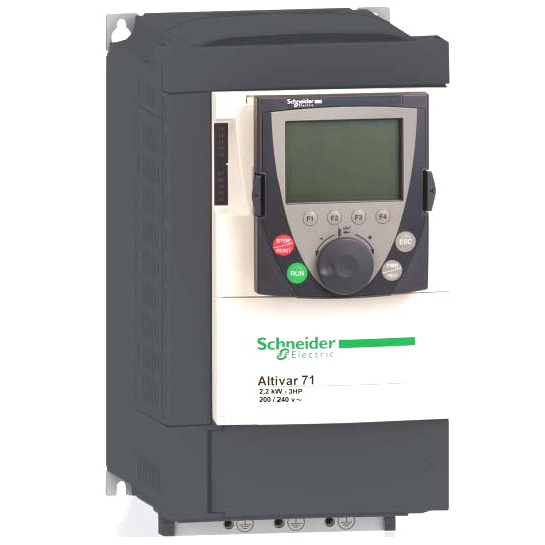 Schneider
Electric
F1 F2 F3 F4
ENT
- +
STOP
RESET
ESC
RUN
FWD
REV
Schneider
Electric
Altivar 71
2,2 kW - 3HP
200 / 240 v ~